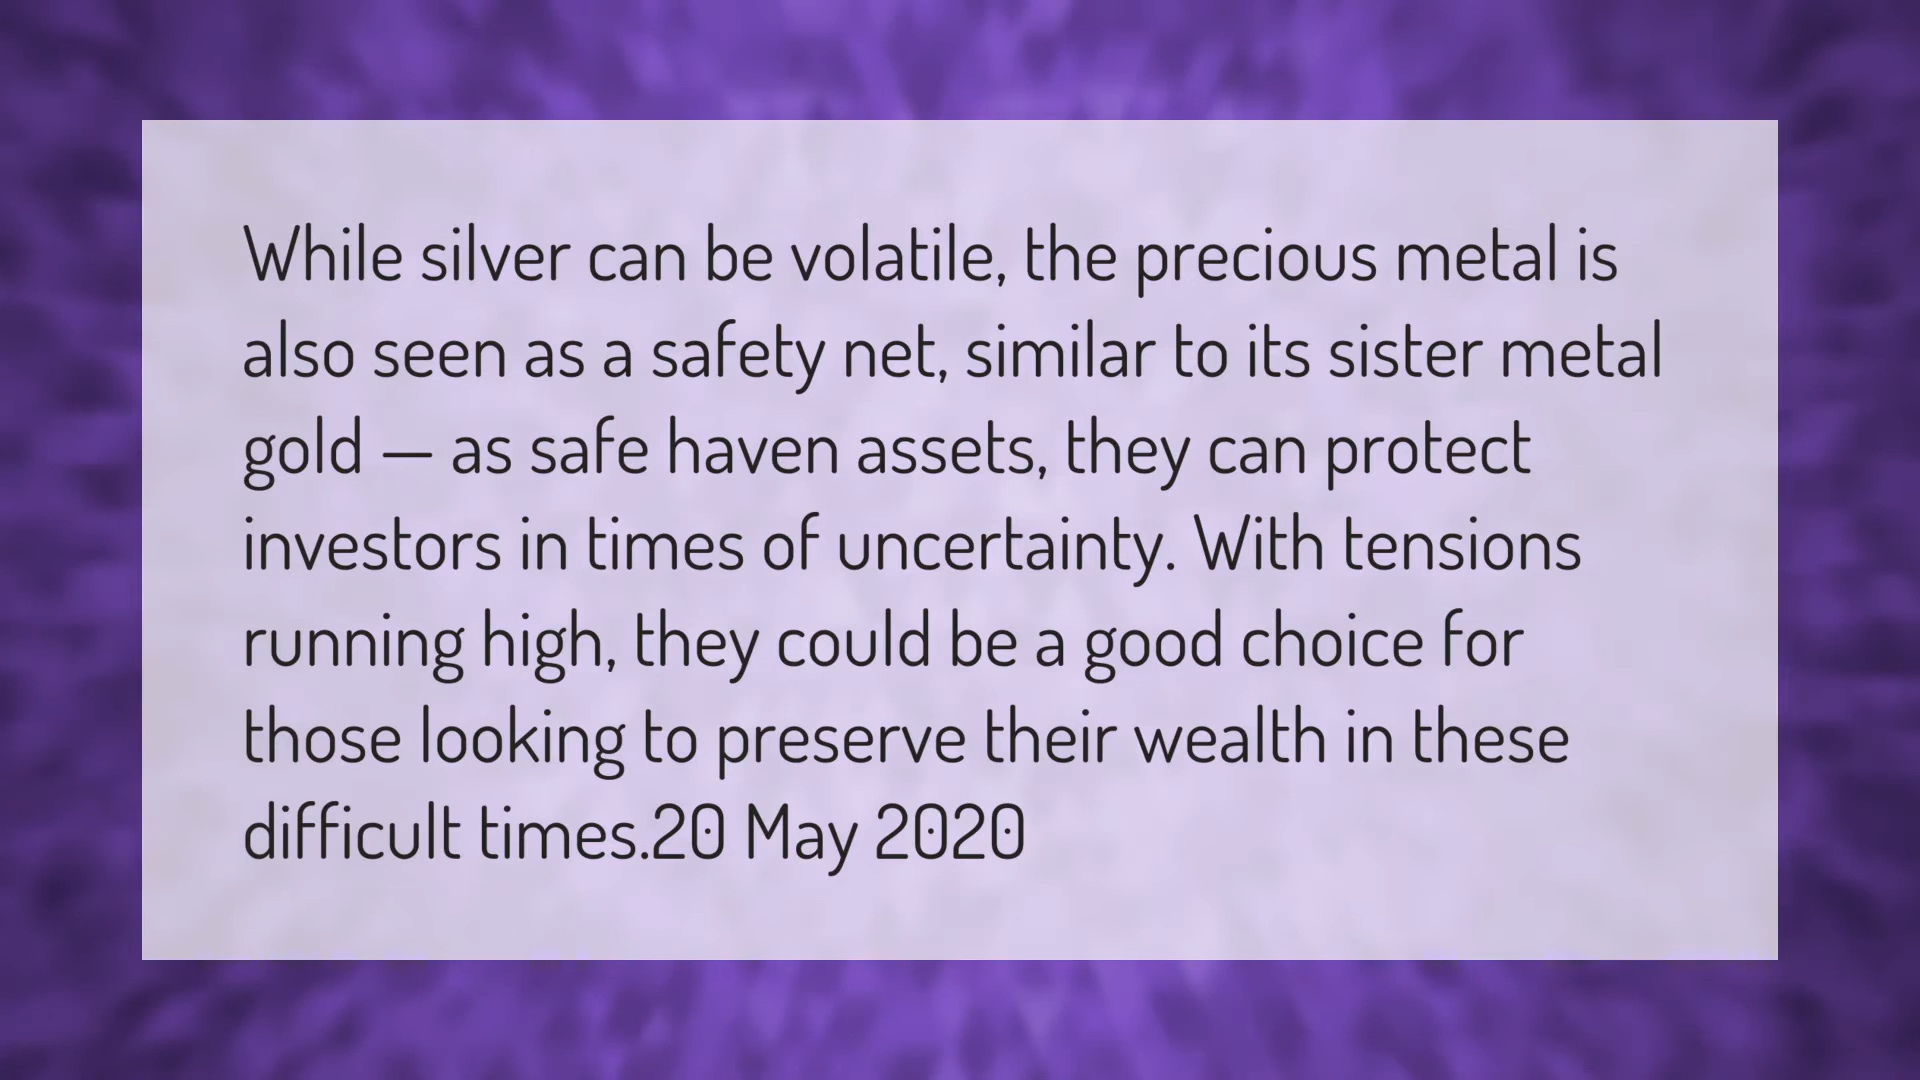 While silver can be volatile, the precious metal is
also seen as a safety net, similar to its sister metal
gold — as safe haven assets, they can protect
investors in times of uncertainty. With tensions
running high, they could be a good choice for
those looking to preserve their wealth in these
difficult times.20 May 2020